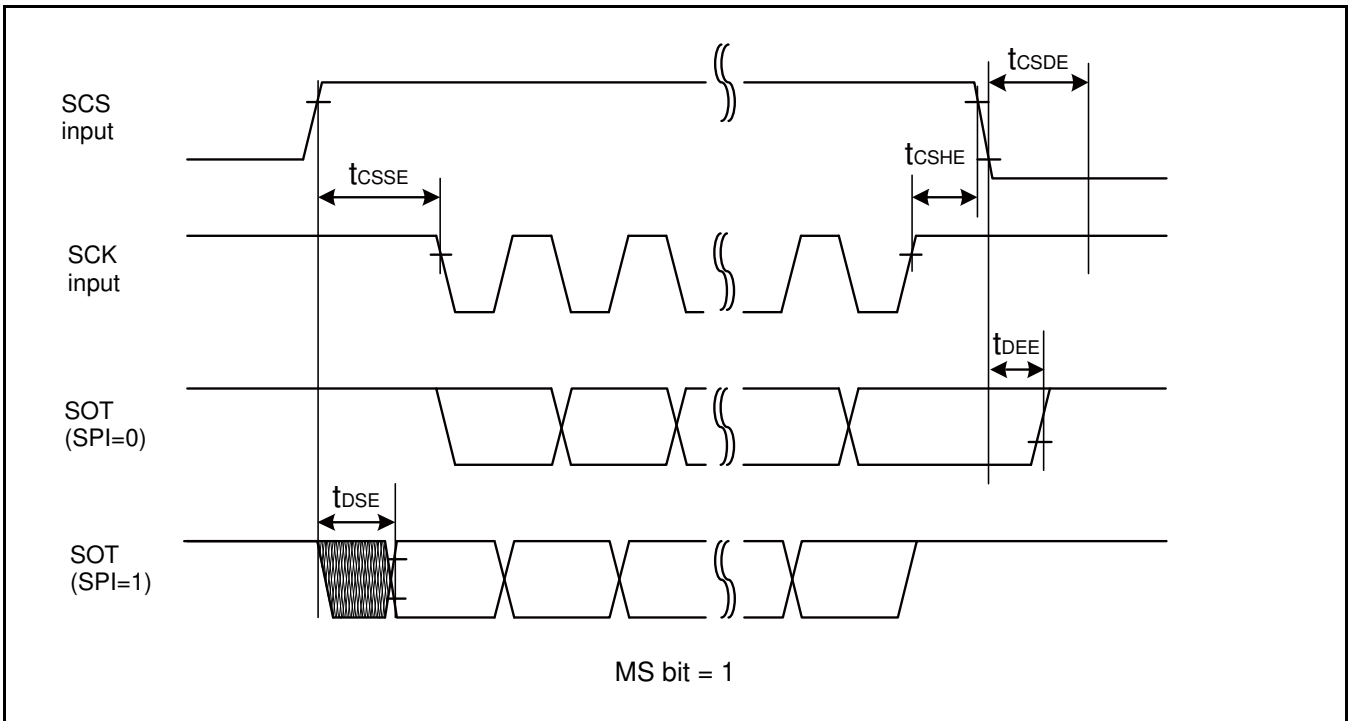 tCSDE
SCS
input
tCSHE
tCSSE
SCK
input
tDEE
SOT
(SPI=0)
tDSE
SOT
(SPI=1)
MS bit = 1